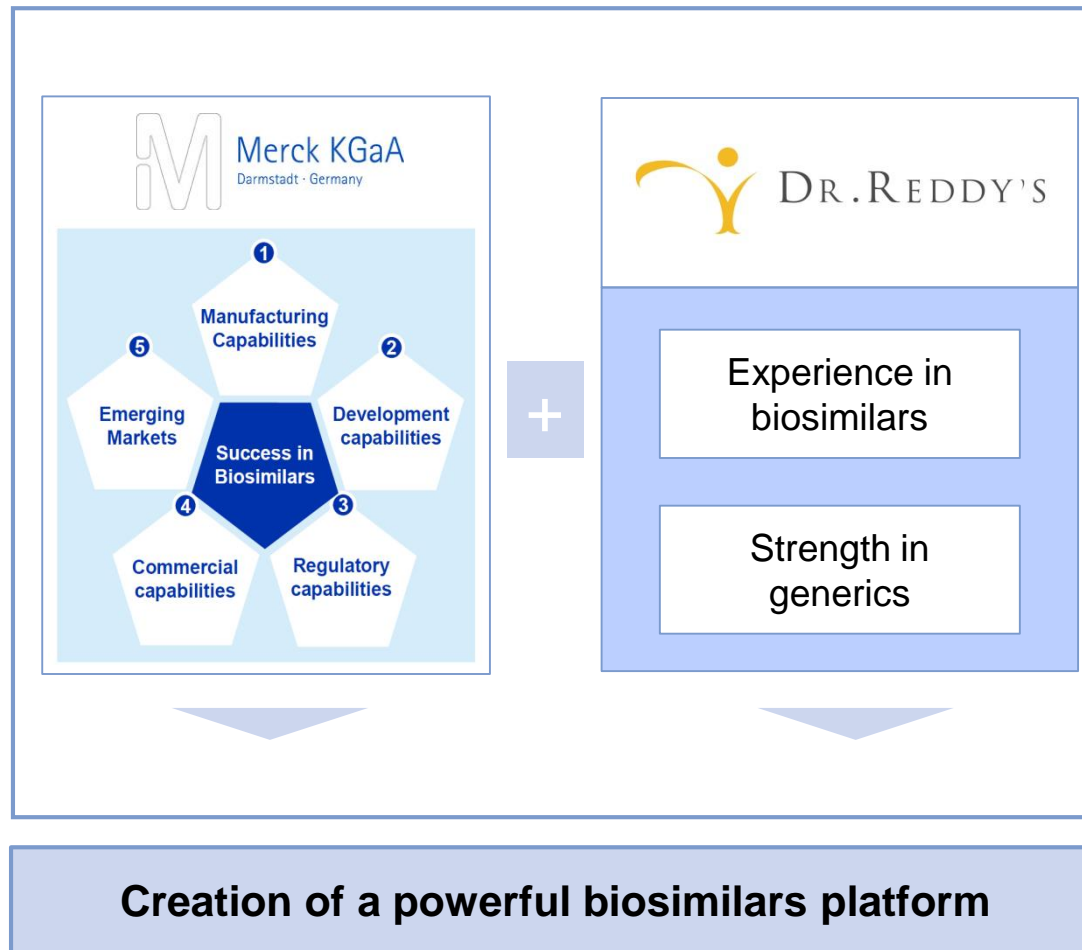 Merck KGaA
Darmstadt · Germany
1
Manufacturing
Capabilities
2
Development
capabilities
3
Regulatory
capabilities
4
Commercial
capabilities
5
Emerging
Markets
Success in
Biosimilars
+
DR.REDDY'S
Experience in
biosimilars
Strength in
generics
Creation of a powerful biosimilars platform